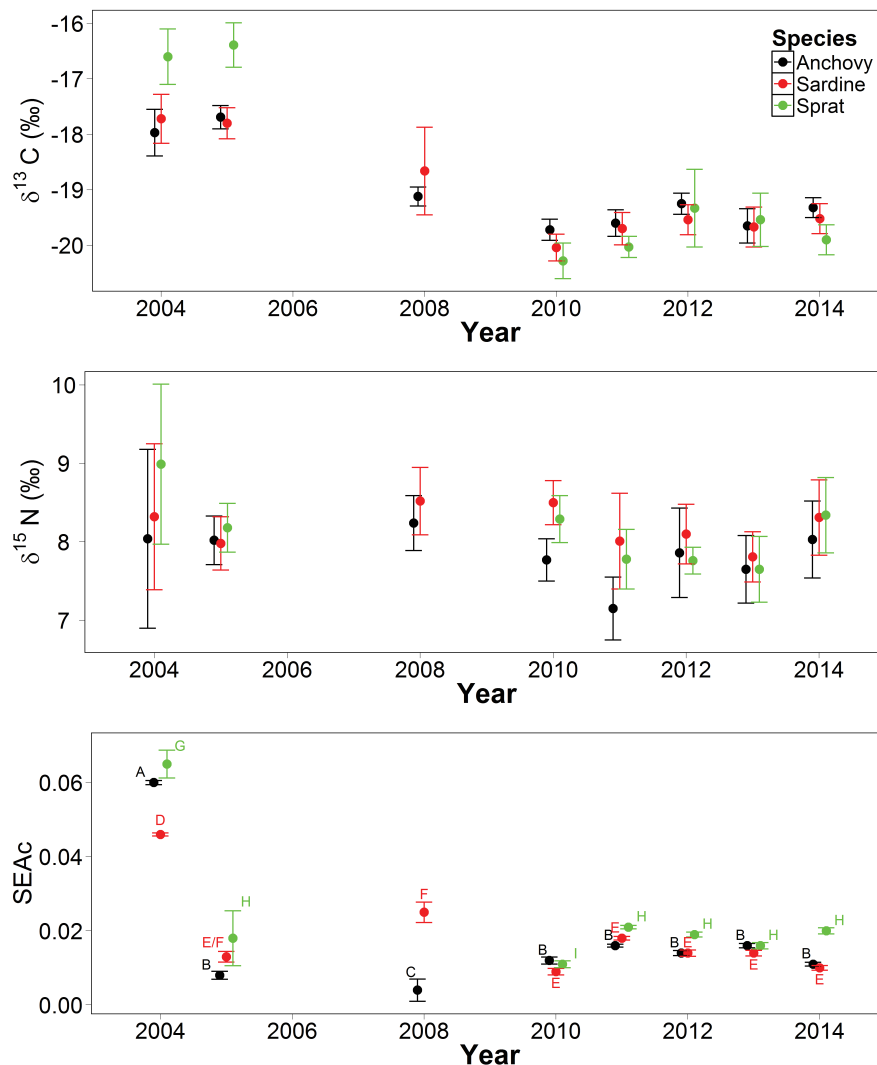 -16
-17
-18
-19
-20
δ13 C (‰)
Species
Anchovy
Sardine
Sprat
2004 2006 2008 2010 2012 2014
Year
10
9
8
7
δ15 N (‰)
2004 2006 2008 2010 2012 2014
Year
0.06
0.04
0.02
0.00
SEAc
G
A
D
H
F
E/F
B
C
B I E
B E H
B E H
B E H
B E H
2004 2006 2008 2010 2012 2014
Year